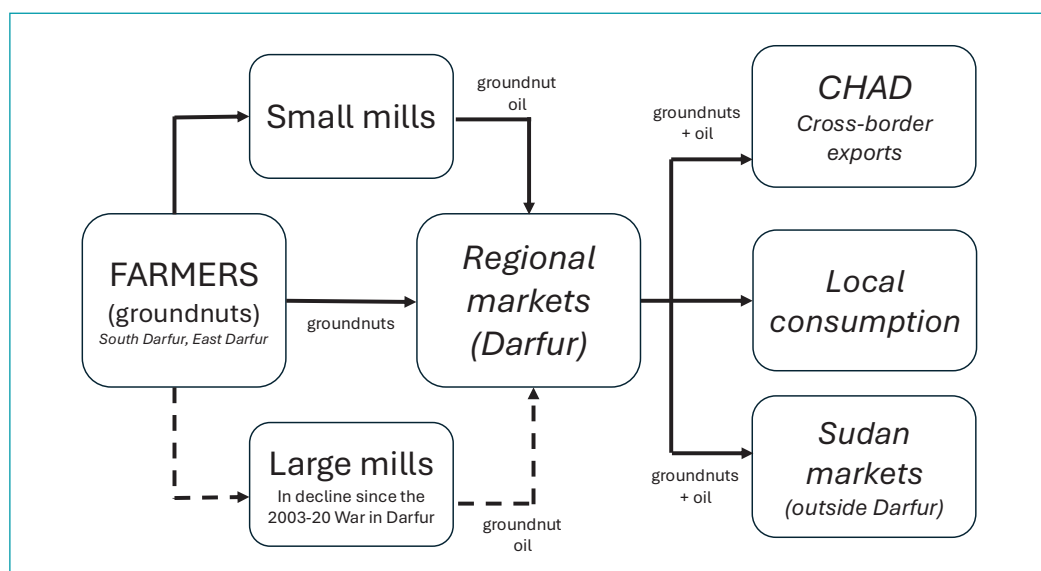 Small mills
groundnut
oil
CHAD
Cross-border
exports
groundnuts
+ oil
FARMERS
(groundnuts)
South Darfur, East Darfur
groundnuts
Regional
markets
(Darfur)
Local
consumption
Large mills
In decline since the
2003-20 War in Darfur
groundnut
oil
groundnuts
+ oil
Sudan
markets
(outside Darfur)